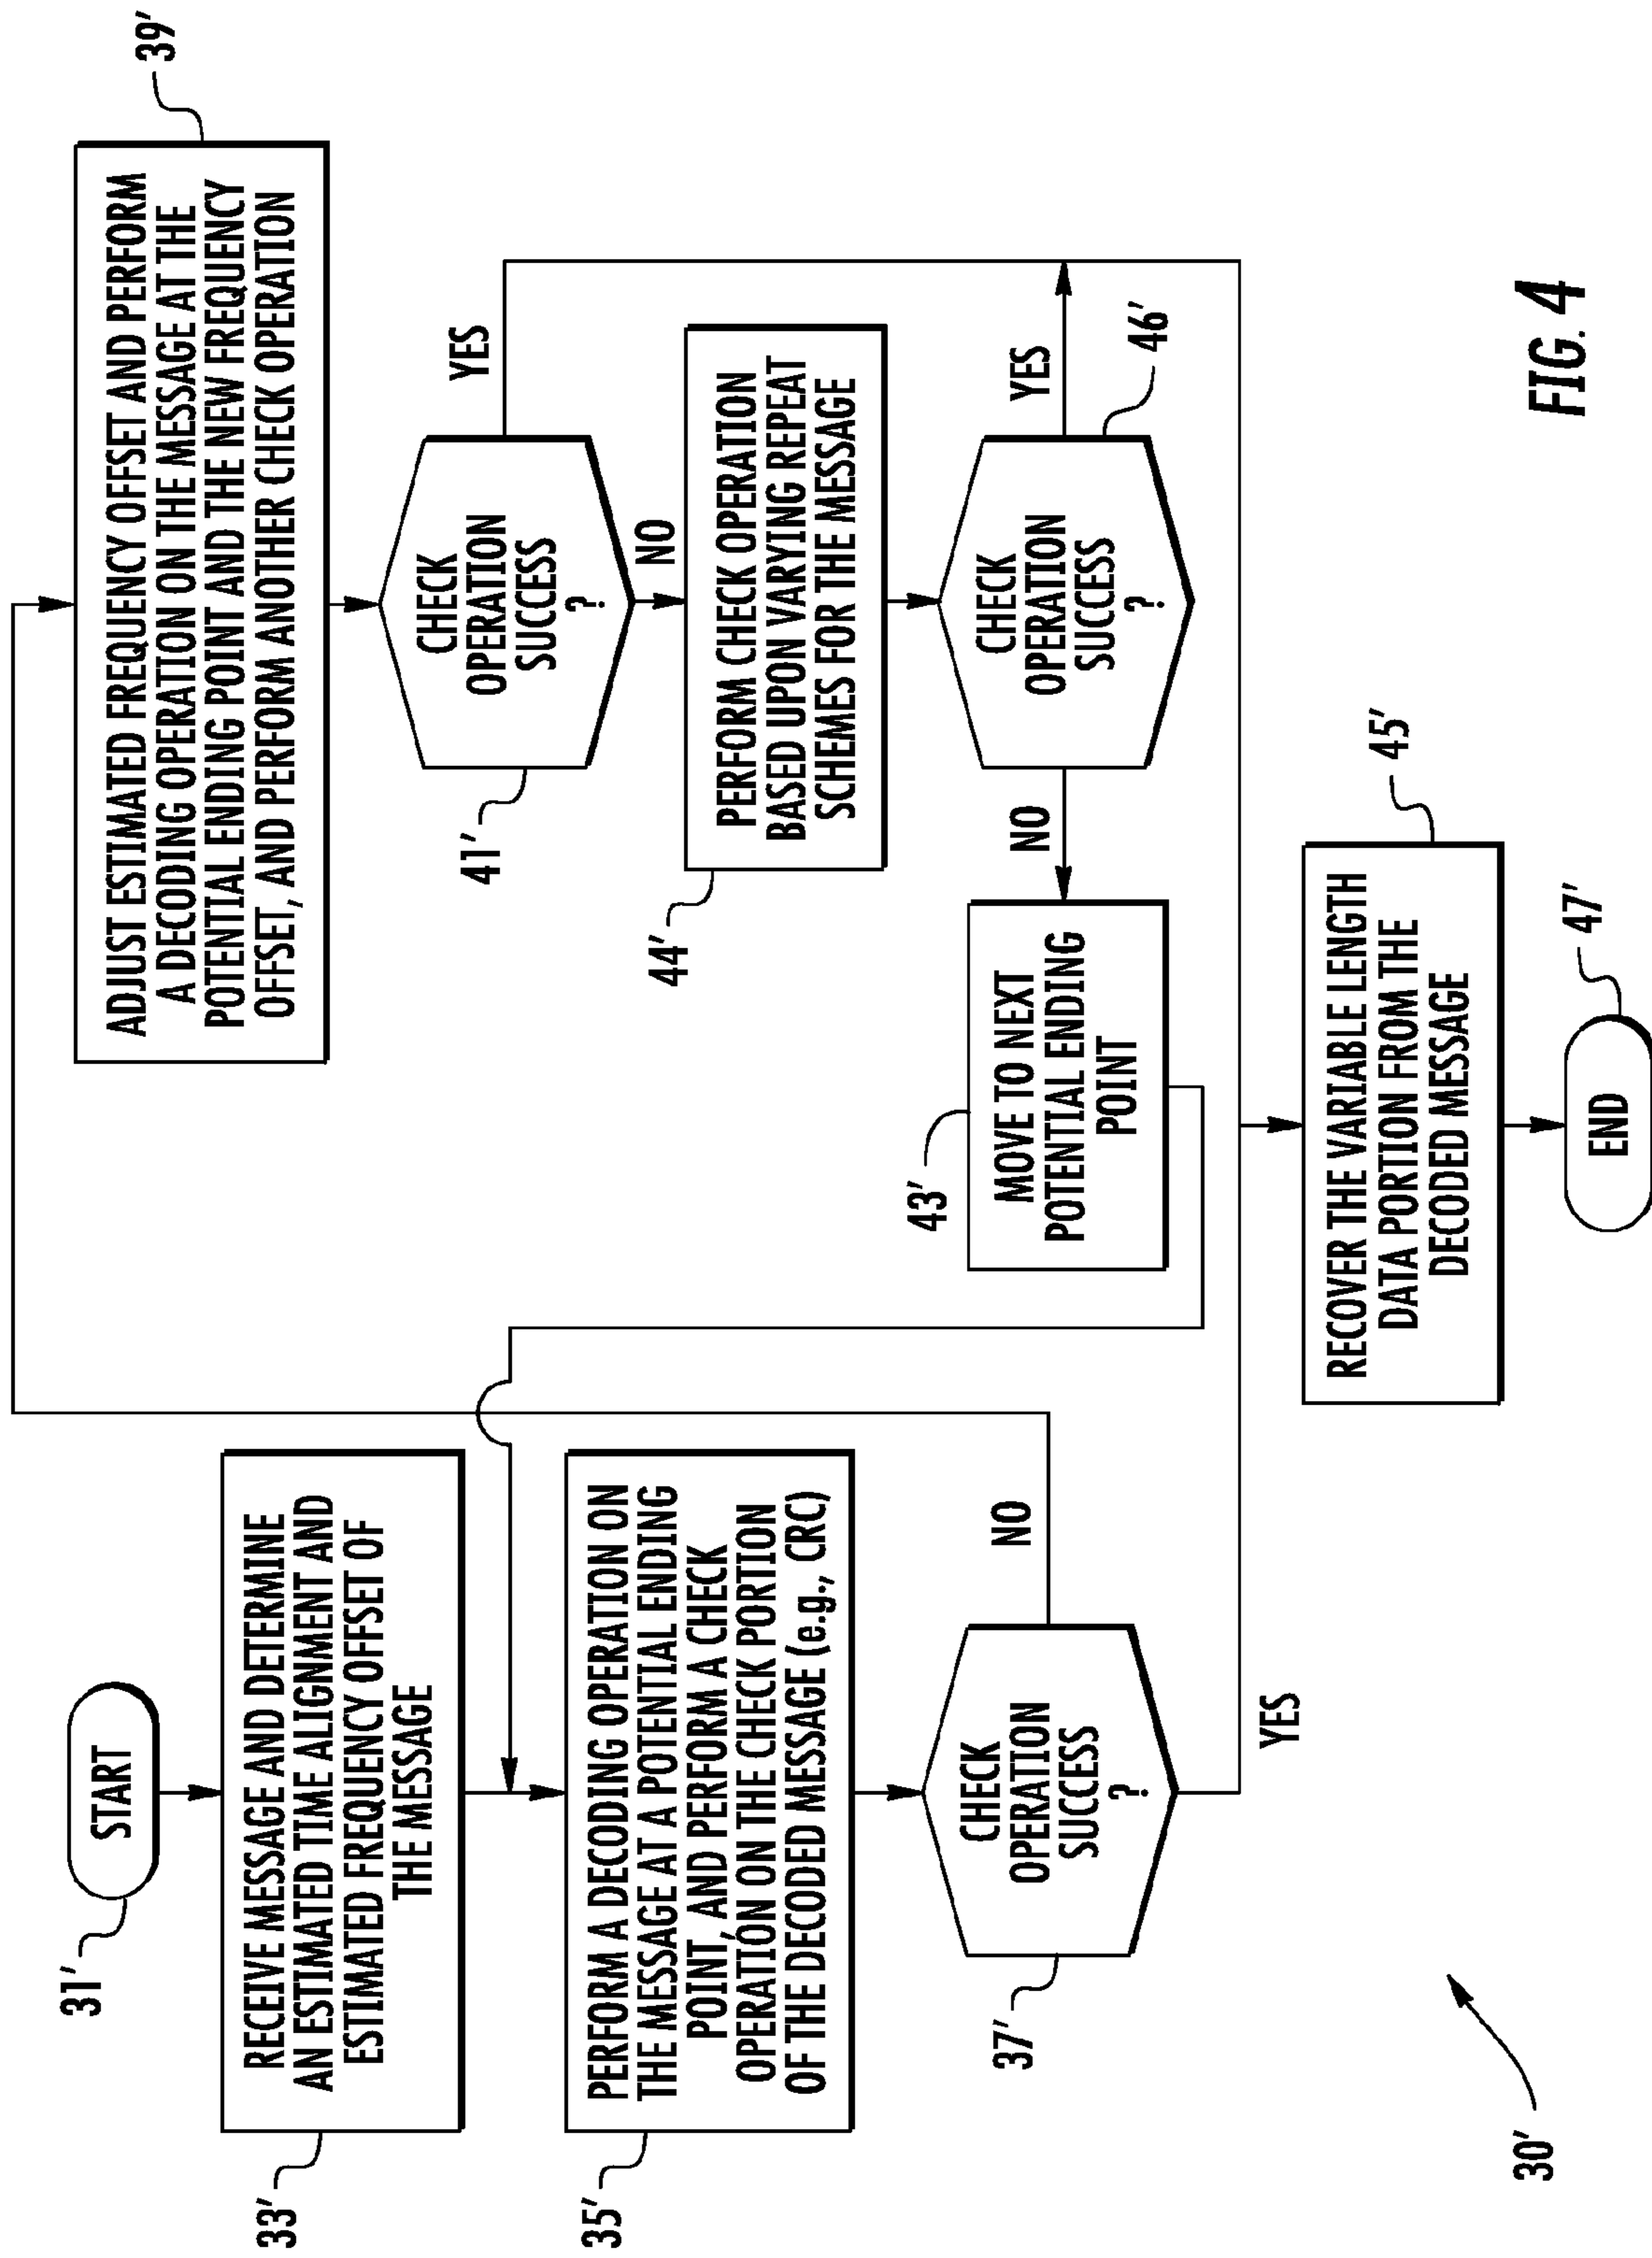 31′
START
33′
RECEIVE MESSAGE AND DETERMINE
AN ESTIMATED TIME ALIGNMENT AND
ESTIMATED FREQUENCY OFFSET OF
THE MESSAGE
35′
PERFORM A DECODING OPERATION ON
THE MESSAGE AT A POTENTIAL ENDING
POINT, AND PERFORM A CHECK
OPERATION ON THE CHECK PORTION
OF THE DECODED MESSAGE (e.g., CRC)
37′
CHECK
OPERATION
SUCCESS
?
NO
YES
39′
ADJUST ESTIMATED FREQUENCY OFFSET AND PERFORM
A DECODING OPERATION ON THE MESSAGE AT THE
POTENTIAL ENDING POINT AND THE NEW FREQUENCY
OFFSET, AND PERFORM ANOTHER CHECK OPERATION
41′
CHECK
OPERATION
SUCCESS
?
YES
NO
44′
PERFORM CHECK OPERATION
BASED UPON VARYING REPEAT
SCHEMES FOR THE MESSAGE
46′
CHECK
OPERATION
SUCCESS
?
YES
NO
43′
MOVE TO NEXT
POTENTIAL ENDING
POINT
45′
RECOVER THE VARIABLE LENGTH
DATA PORTION FROM THE
DECODED MESSAGE
47′
END
30′
FIG. 4